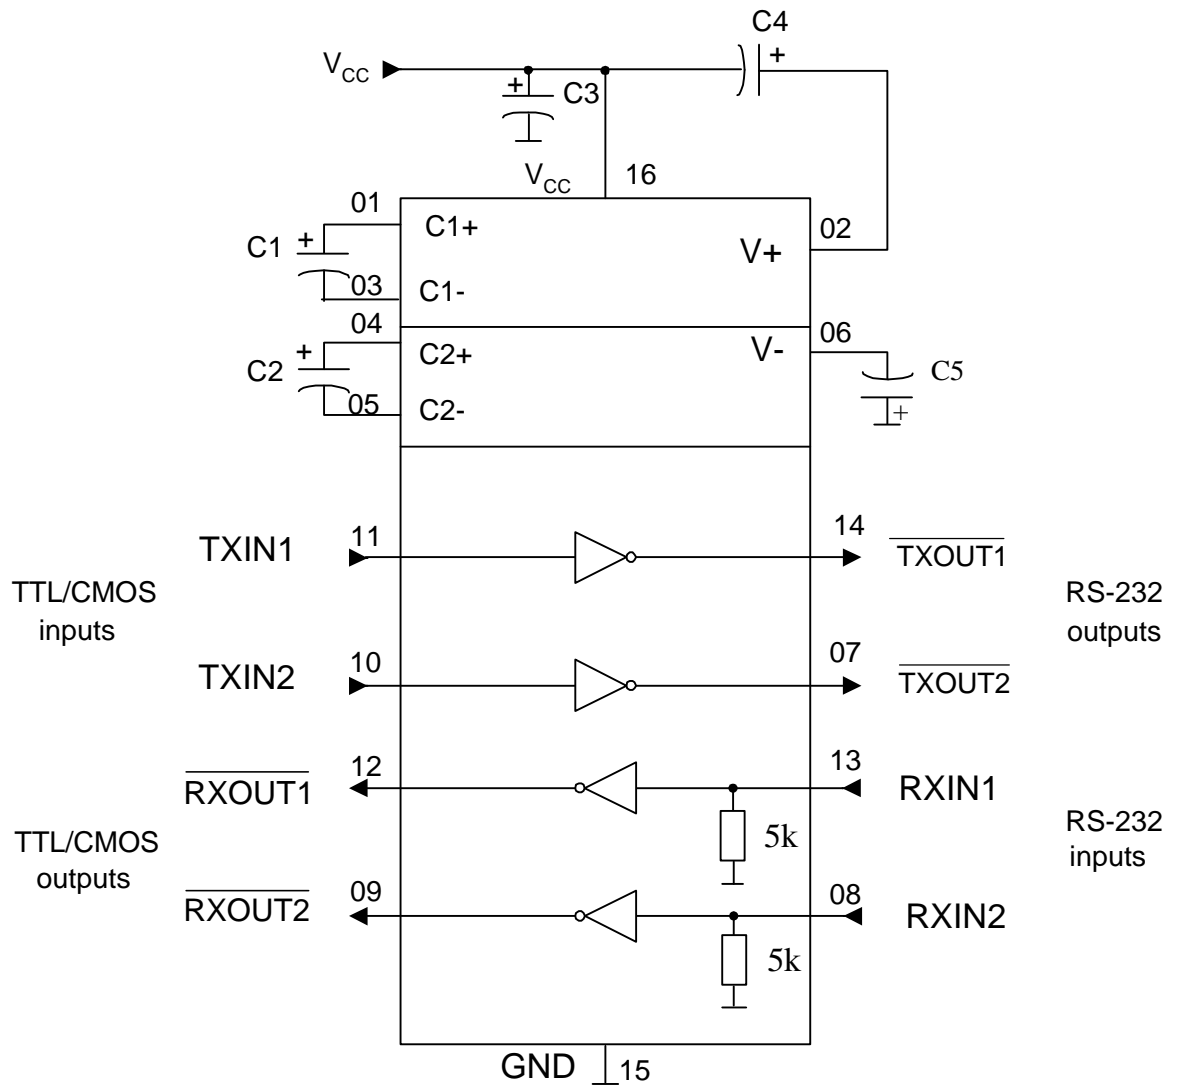 C4
+
VCC
+
C3
VCC
16
01
C1+
02
C1
+
V+
03
C1-
04
06
+
C2+
V-
C2
C5
05
C2-
+
11
14
TXIN1
TXOUT1
TTL/CMOS
inputs
RS-232
outputs
10
07
TXIN2
TXOUT2
12
13
RXOUT1
RXIN1
5k
TTL/CMOS
outputs
RS-232
inputs
09
08
RXOUT2
RXIN2
5k
GND
15